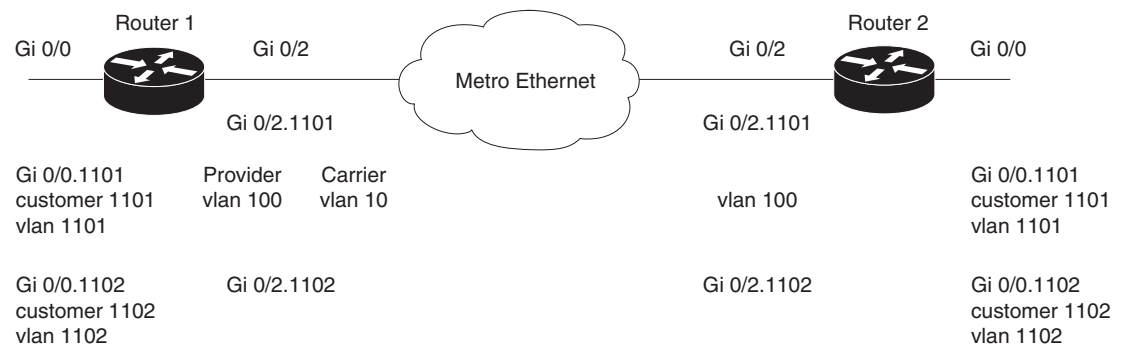 Router 1
Router 2
Gi 0/0
Gi 0/2
Gi 0/2
Gi 0/0
Metro Ethernet
Gi 0/2.1101
Gi 0/2.1101
Gi 0/0.1101
customer 1101
vlan 1101
Provider
vlan 100
Carrier
vlan 10
vlan 100
Gi 0/0.1101
customer 1101
vlan 1101
Gi 0/0.1102
customer 1102
vlan 1102
Gi 0/2.1102
Gi 0/2.1102
Gi 0/0.1102
customer 1102
vlan 1102